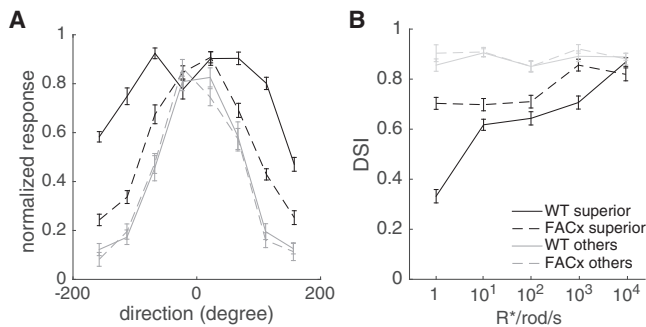 A
1
0.8
0.6
0.4
0.2
0
-200
0
200
normalized response
direction (degree)
B
1
0.8
0.6
0.4
0.2
0
1
10¹
10²
10³
10⁴
DSI
R*/rod/s
WT superior
FACx superior
WT others
FACx others